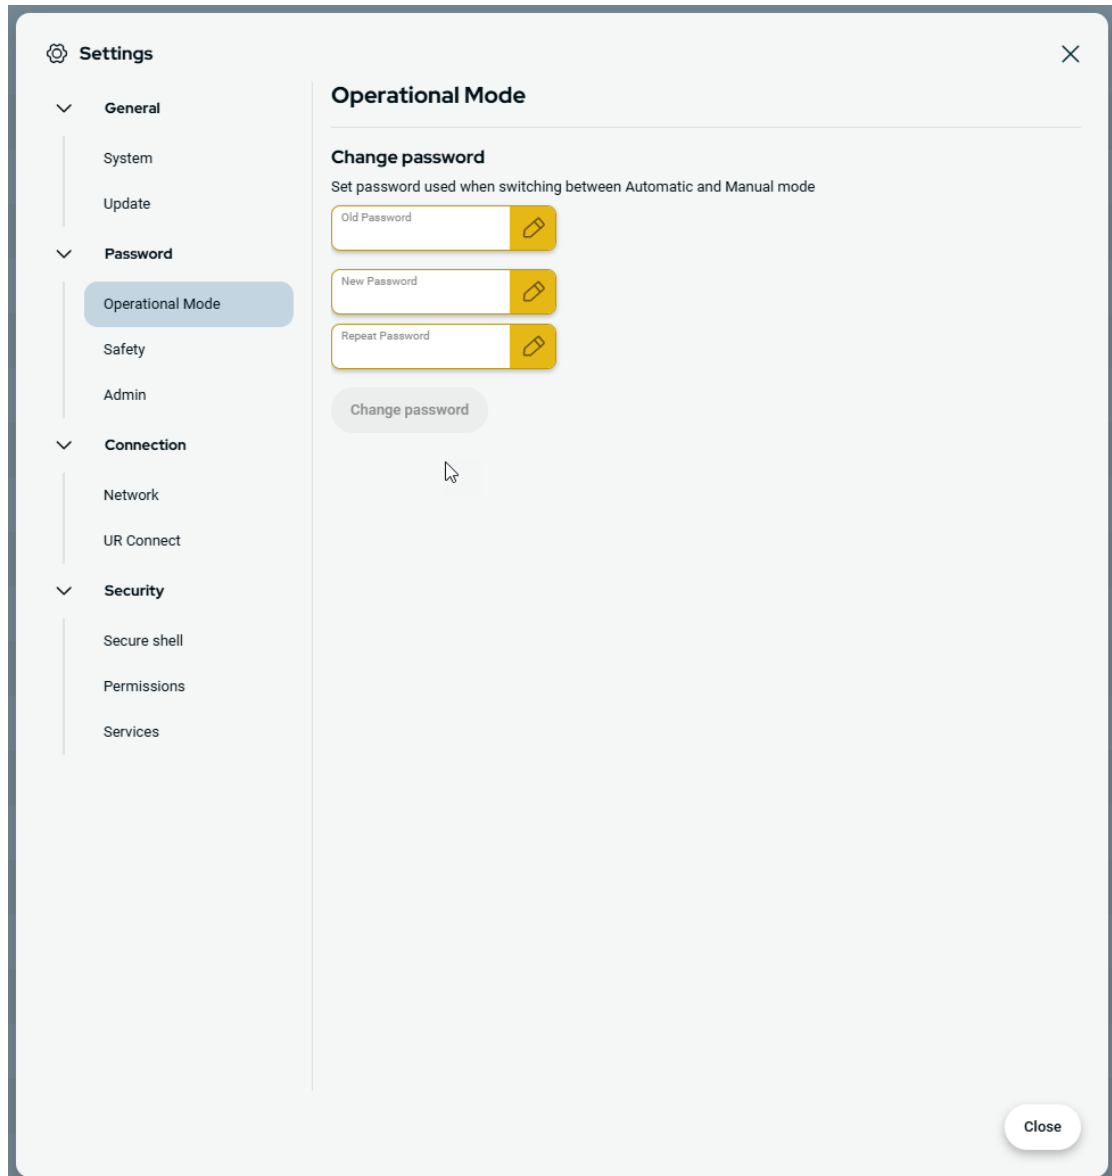 Settings
General
System
Update
Password
Operational Mode
Safety
Admin
Connection
Network
UR Connect
Security
Secure shell
Permissions
Services
Operational Mode
Change password
Set password used when switching between Automatic and Manual mode
Old Password
New Password
Repeat Password
Change password
Close